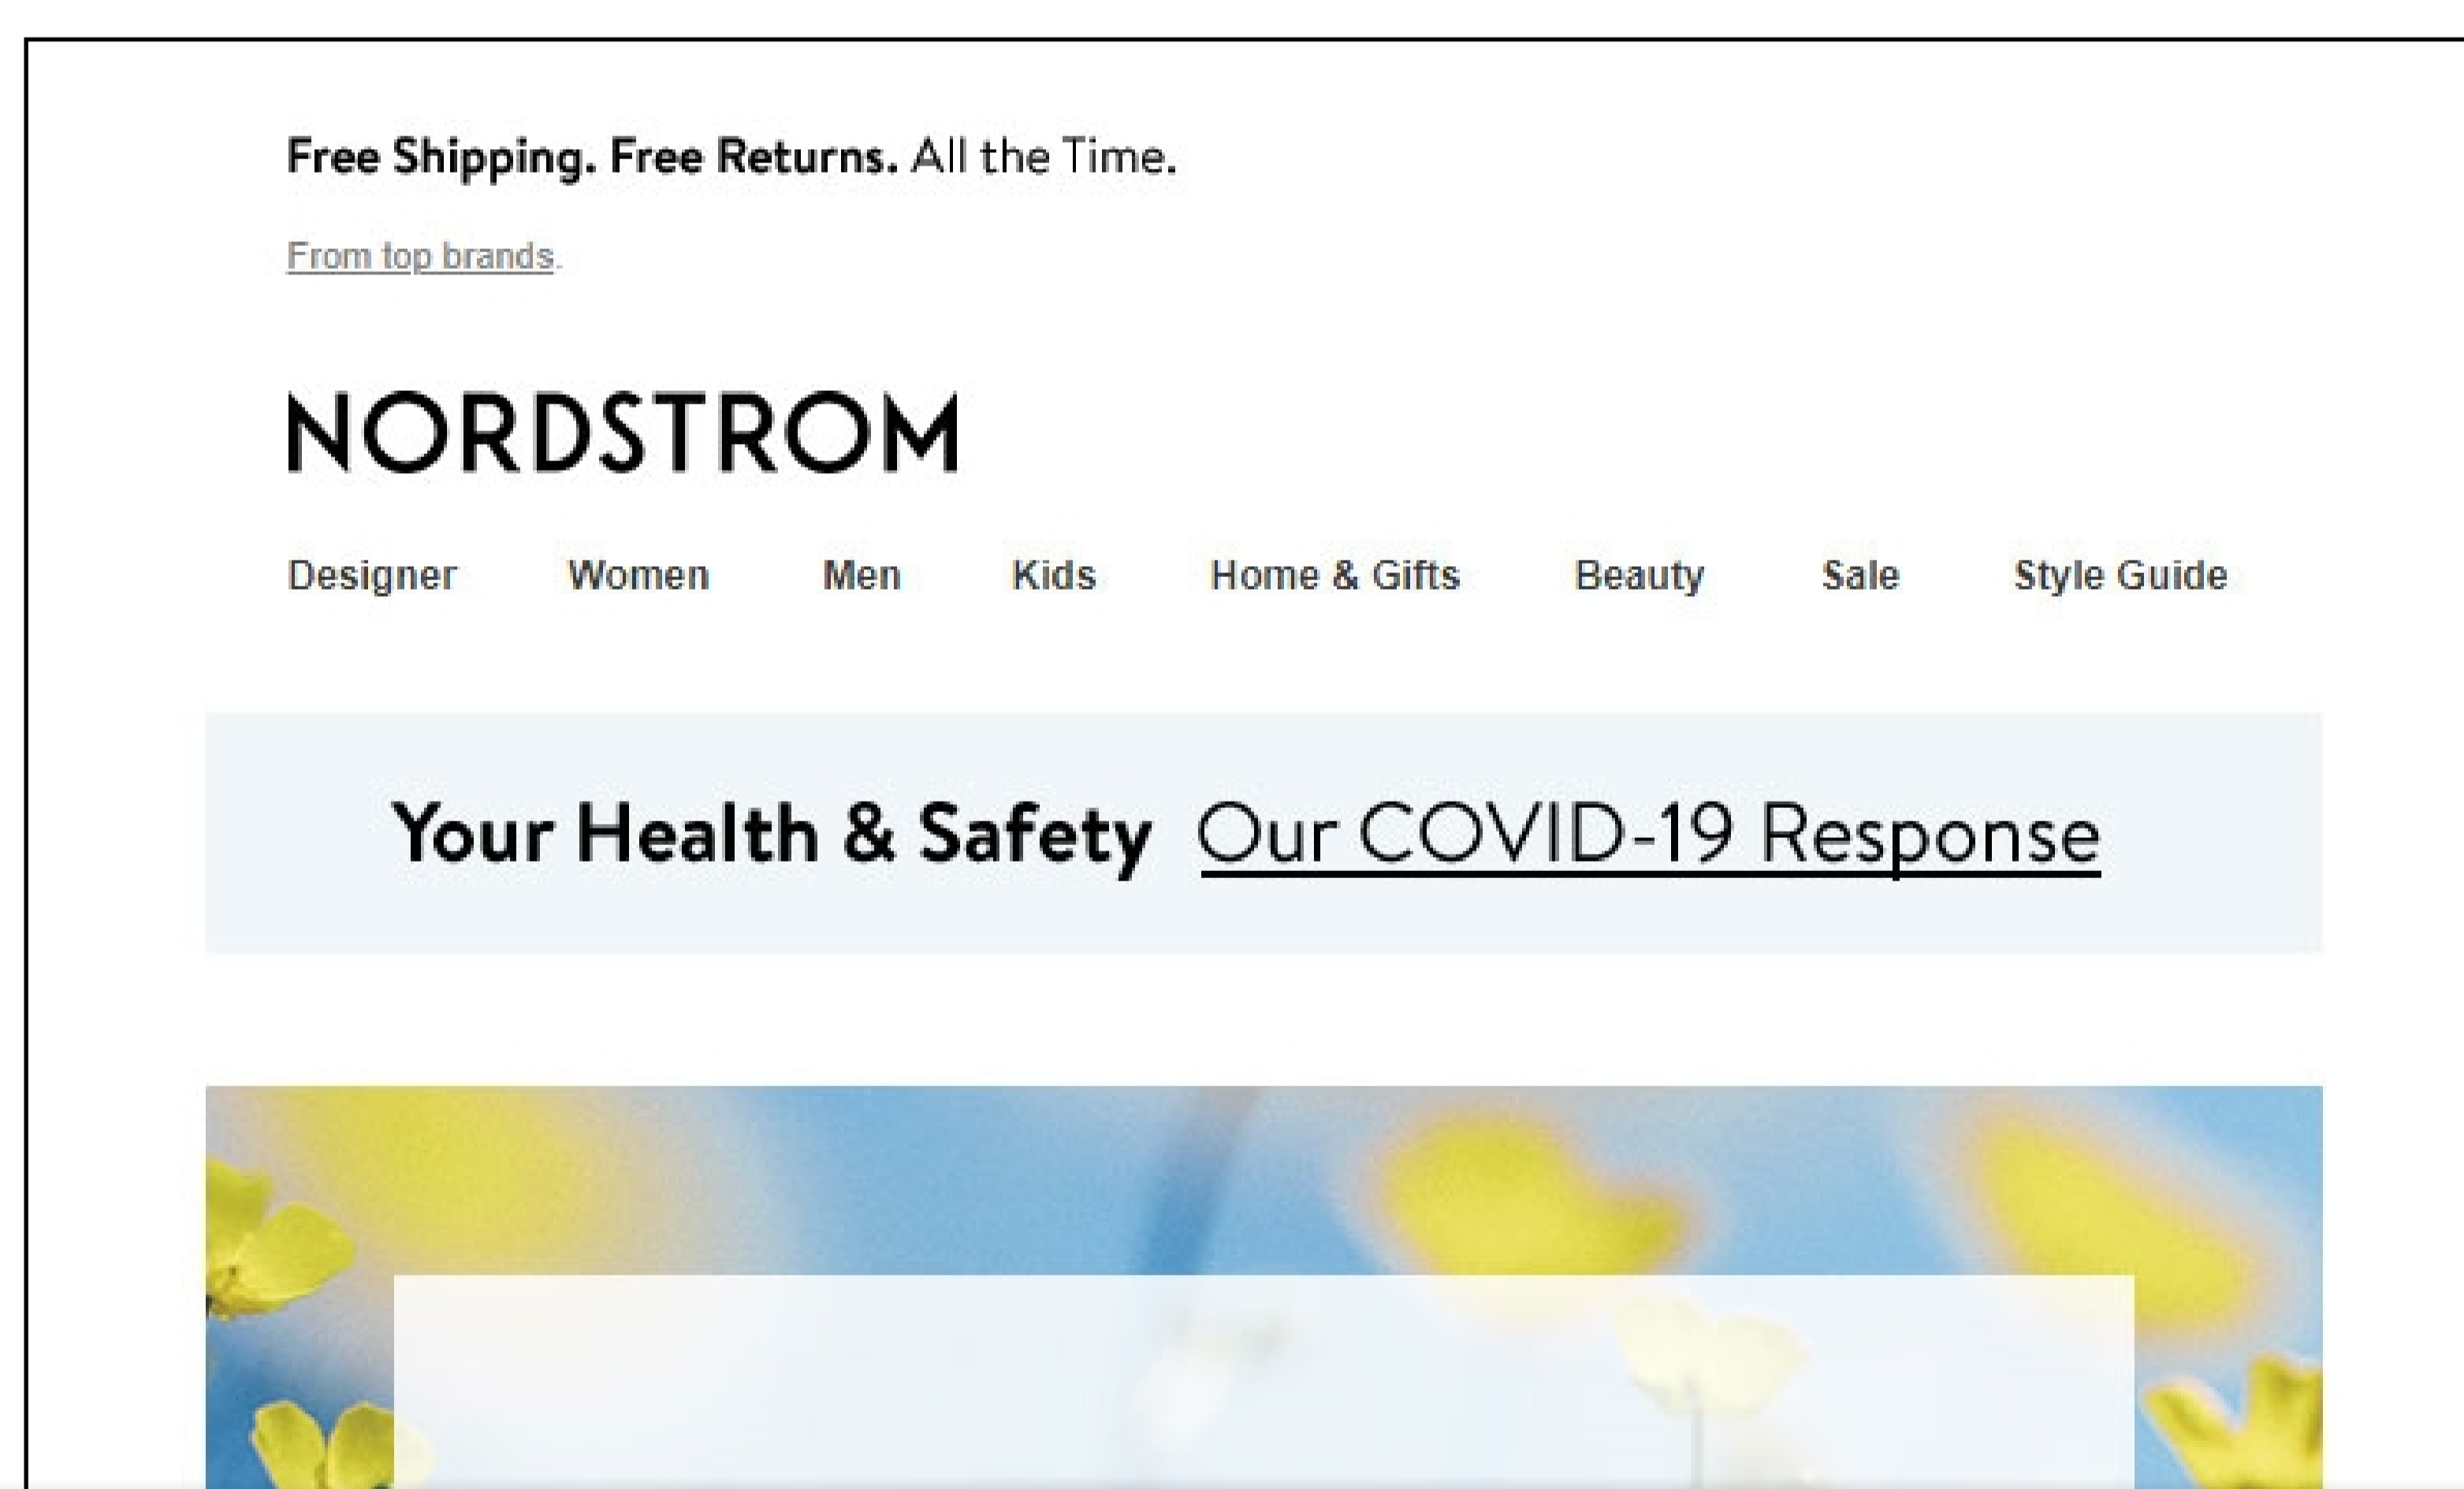 Free Shipping. Free Returns. All the Time.
From top brands.
NORDSTROM
Designer Women Men Kids Home & Gifts Beauty Sale Style Guide
Your Health & Safety Our COVID-19 Response